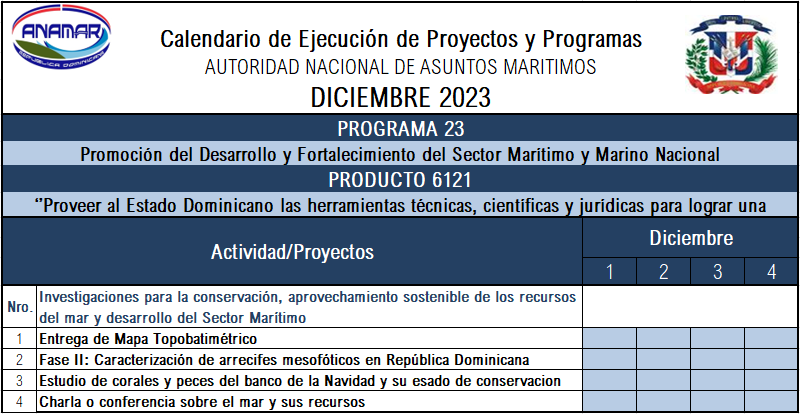 ANAMAR
REPUBLICA DOMINICANA
Calendario de Ejecución de Proyectos y Programas
AUTORIDAD NACIONAL DE ASUNTOS MARITIMOS
DICIEMBRE 2023
PROGRAMA 23
Promoción del Desarrollo y Fortalecimiento del Sector Marítimo y Marino Nacional
PRODUCTO 6121
“Proveer al Estado Dominicano las herramientas técnicas, científicas y jurídicas para lograr una
Actividad/Proyectos
Diciembre
1 2 3 4
Nro. Investigaciones para la conservación, aprovechamiento sostenible de los recursos
del mar y desarrollo del Sector Marítimo
1 Entrega de Mapa Topobatimétrico
2 Fase II: Caracterización de arrecifes mesofóticos en República Dominicana
3 Estudio de corales y peces del banco de la Navidad y su esado de conservacion
4 Charla o conferencia sobre el mar y sus recursos